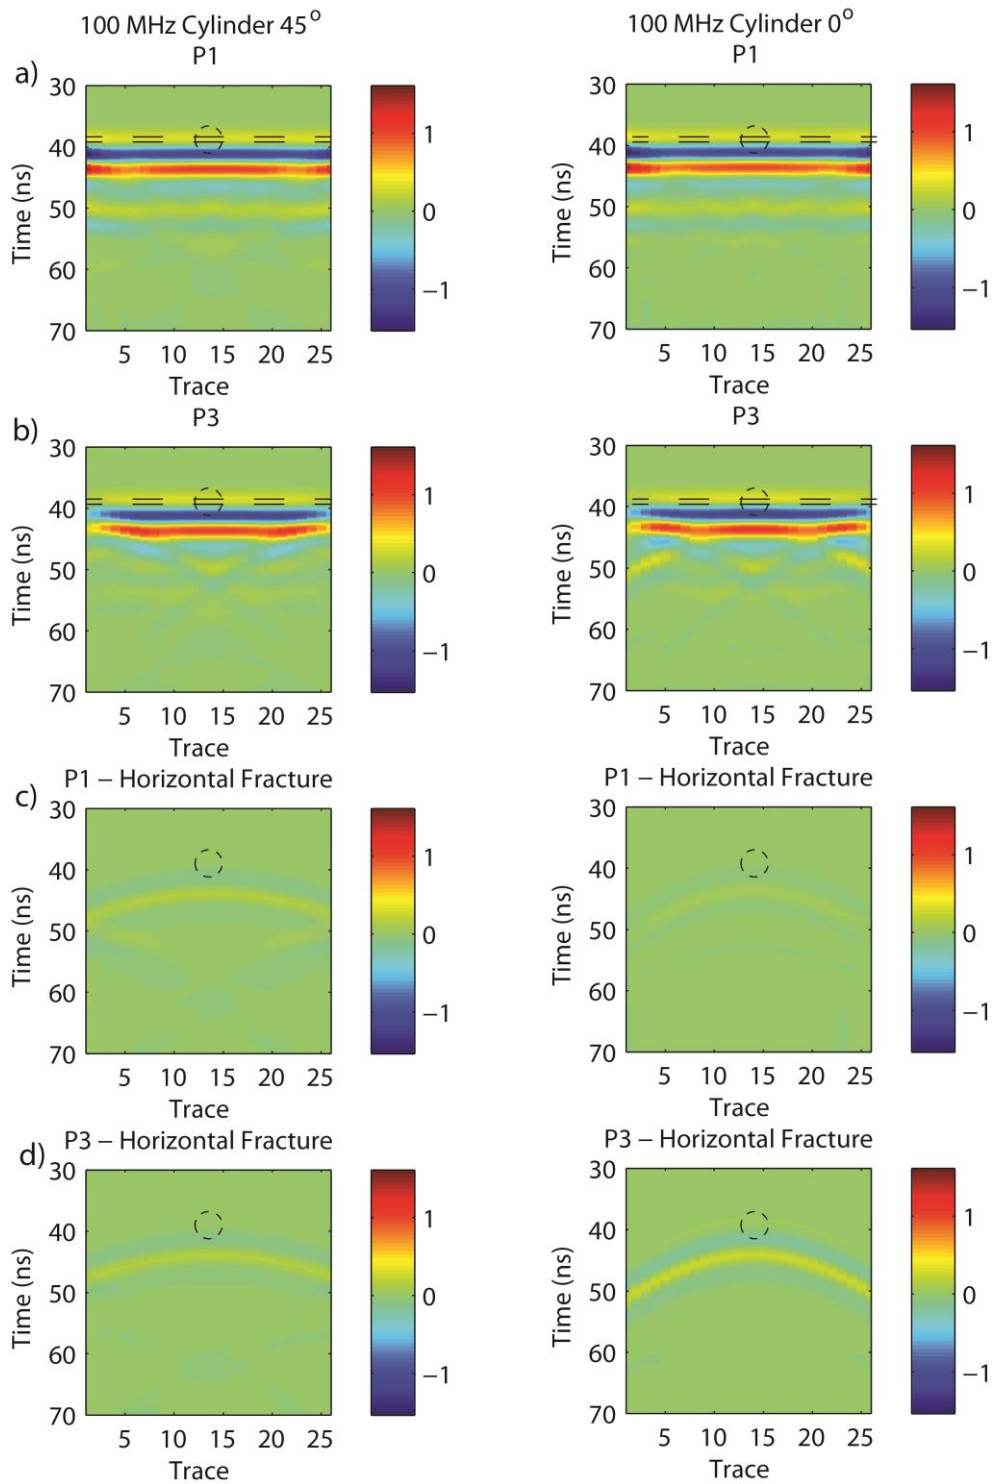 100 MHz Cylinder 45°
P1
100 MHz Cylinder 0°
P1
a)
30
40
50
60
70
Time (ns)
5 10 15 20 25
Trace
1
0
−1
30
40
50
60
70
Time (ns)
5 10 15 20 25
Trace
1
0
−1
b)
P3
30
40
50
60
70
Time (ns)
5 10 15 20 25
Trace
1
0
−1
P3
30
40
50
60
70
Time (ns)
5 10 15 20 25
Trace
1
0
−1
c)
P1 − Horizontal Fracture
30
40
50
60
70
Time (ns)
5 10 15 20 25
Trace
1
0
−1
P1 − Horizontal Fracture
30
40
50
60
70
Time (ns)
5 10 15 20 25
Trace
1
0
−1
d)
P3 − Horizontal Fracture
30
40
50
60
70
Time (ns)
5 10 15 20 25
Trace
1
0
−1
P3 − Horizontal Fracture
30
40
50
60
70
Time (ns)
5 10 15 20 25
Trace
1
0
−1